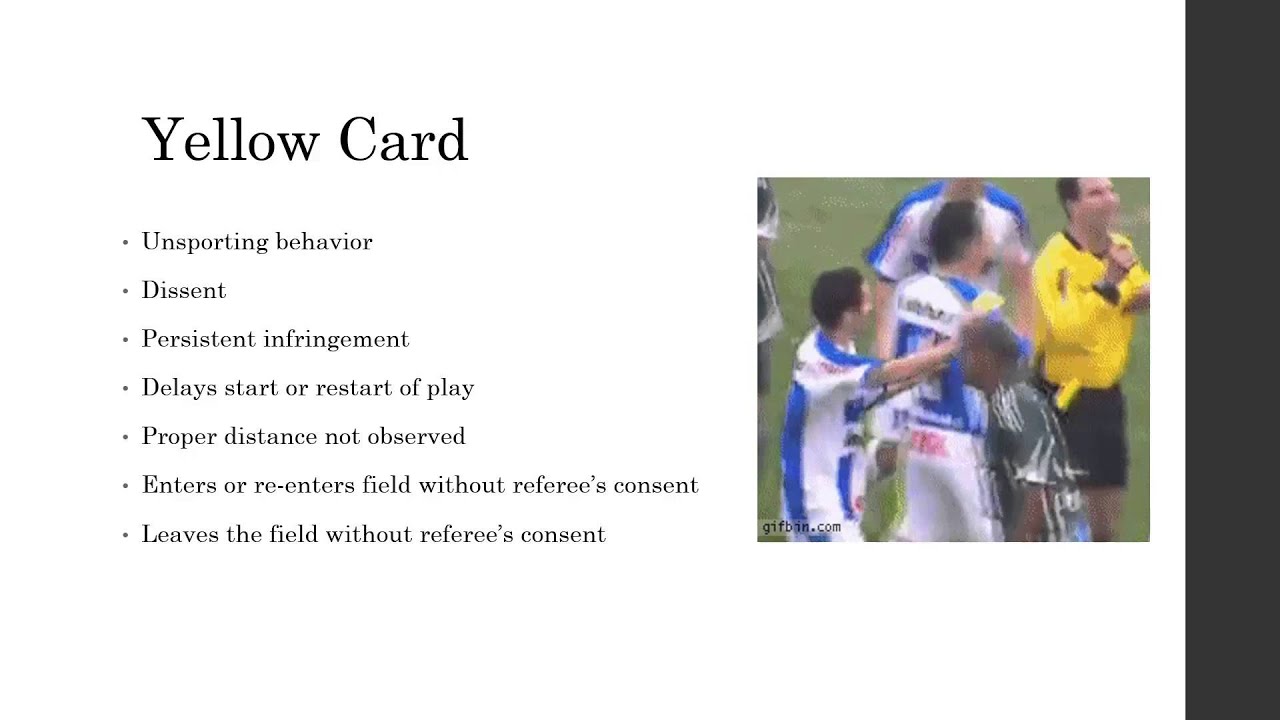 Yellow Card
• Unsporting behavior
• Dissent
• Persistent infringement
• Delays start or restart of play
• Proper distance not observed
• Enters or re-enters field without referee’s consent
• Leaves the field without referee’s consent
gifbin.com